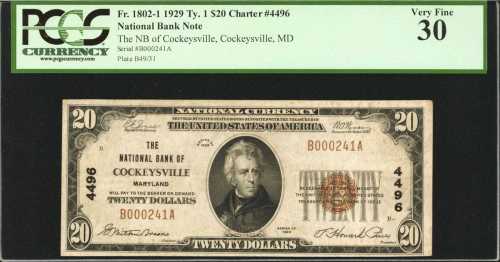 PCGS
CURRENCY
www.pcgscurrency.com
Fr. 1802-1 1929 Ty. 1 $20 Charter #4496
National Bank Note
The NB of Cockeysville, Cockeysville, MD
Serial #B000241A
Plate B49/31
Very Fine
30
NATIONAL CURRENCY
THE UNITED STATES OF AMERICA
20
20
THE
NATIONAL BANK OF
COCKEYSVILLE
MARYLAND
WILL PAY TO THE BEARER ON DEMAND
TWENTY DOLLARS
B000241A
B000241A
4496
4496
SERIES OF
1929
20
20
TWENTY DOLLARS